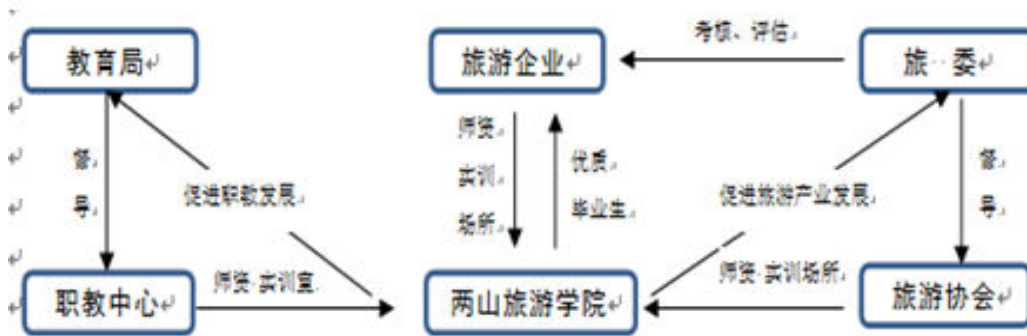 考核、评估
教育局
旅游企业
旅··委
师资
实训
场所
优质
毕业生
督
导
督
导
促进职教发展
促进旅游产业发展
师资·实训室
师资·实训场所
职教中心
两山旅游学院
旅游协会